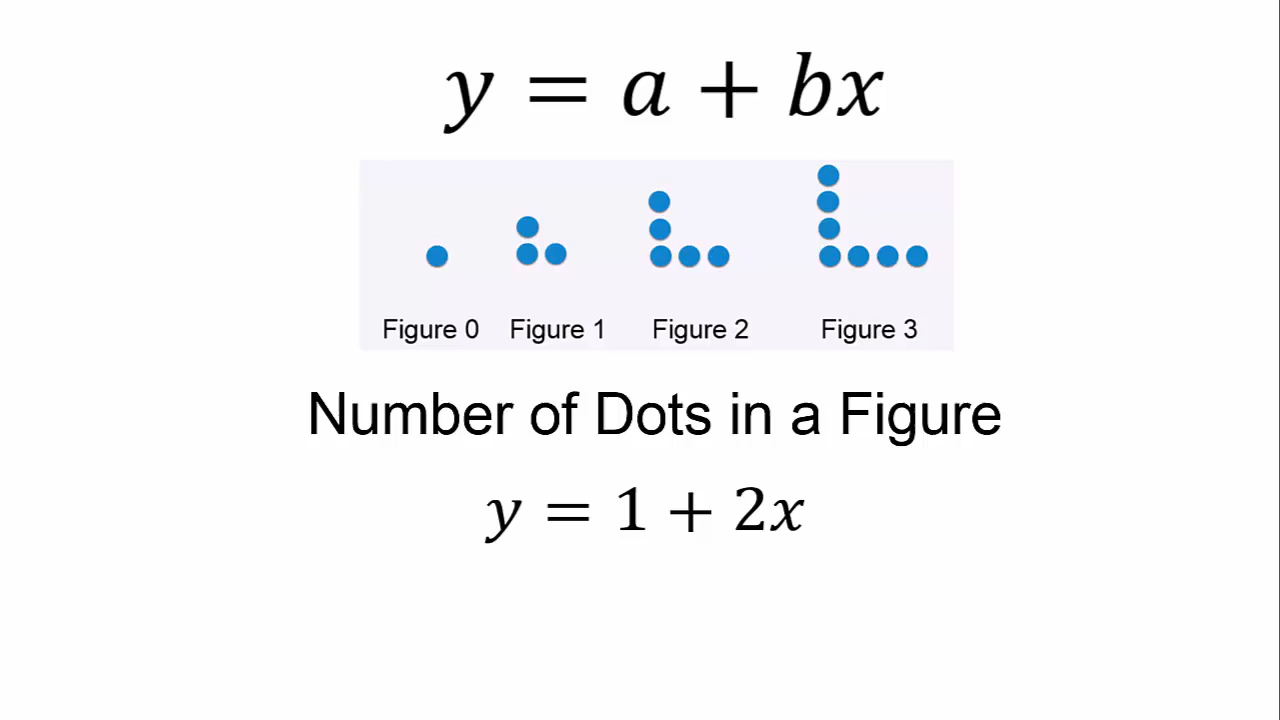 y = a + bx
Figure 0 Figure 1 Figure 2 Figure 3
Number of Dots in a Figure
y = 1 + 2x